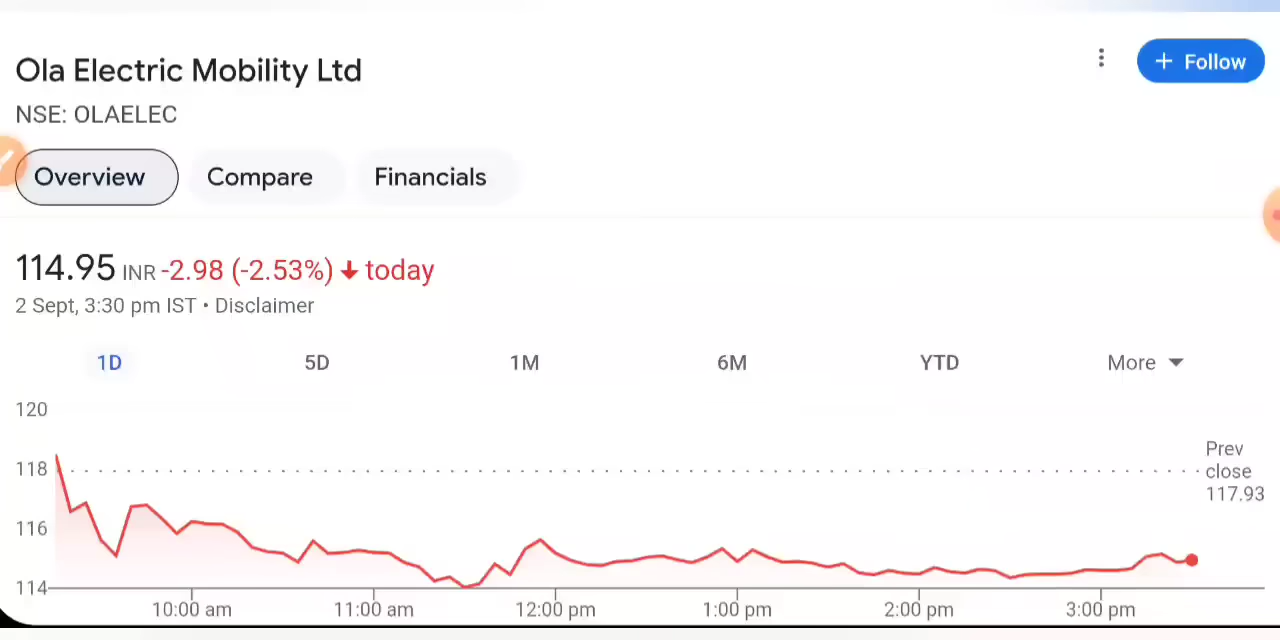 Ola Electric Mobility Ltd
+ Follow
NSE: OLAELEC
Overview
Compare
Financials
114.95 INR -2.98 (-2.53%) ↓ today
2 Sept, 3:30 pm IST • Disclaimer
1D 5D 1M 6M YTD More
120
118
116
114
Prev
close
117.93
10:00 am 11:00 am 12:00 pm 1:00 pm 2:00 pm 3:00 pm